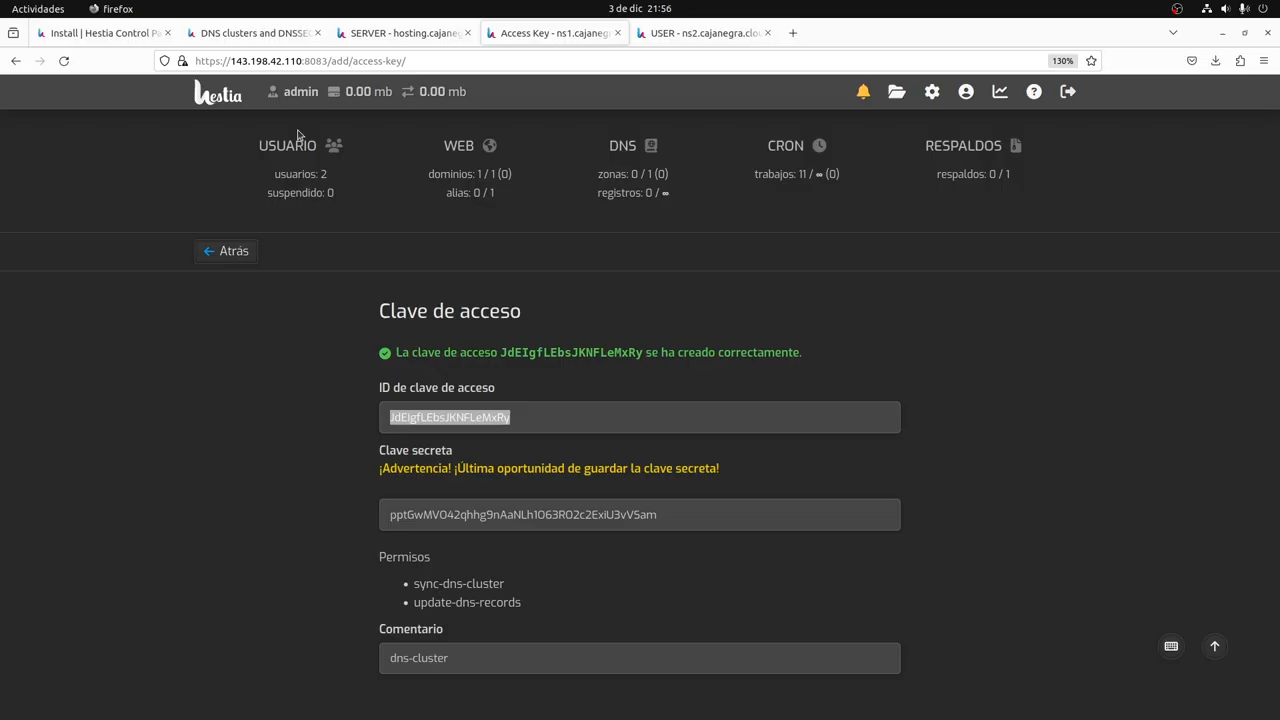 Actividades
firefox
3 de dic 21:56
Install | Hestia Control Pa
DNS clusters and DNSSEC
SERVER - hosting.cajaneg
Access Key - ns1.cajanegr
USER - ns2.cajanegra.clou
https://143.198.42.110:8083/add/access-key/
130%
hestia
admin
0.00 mb
0.00 mb
USUARIO
usuarios: 2
suspendido: 0
WEB
dominios: 1 / 1 (0)
alias: 0 / 1
DNS
zonas: 0 / 1 (0)
registros: 0 / ∞
CRON
trabajos: 11 / ∞ (0)
RESPALDOS
respaldos: 0 / 1
Atrás
Clave de acceso
La clave de acceso JdEIgfLEbsJKNFLeMxRy se ha creado correctamente.
ID de clave de acceso
JdEIgfLEbsJKNFLeMxRy
Clave secreta
¡Advertencia! ¡Última oportunidad de guardar la clave secreta!
pptGwMVO42qhhg9nAaNLh1O63RO2c2ExiU3vVSam
Permisos
• sync-dns-cluster
• update-dns-records
Comentario
dns-cluster